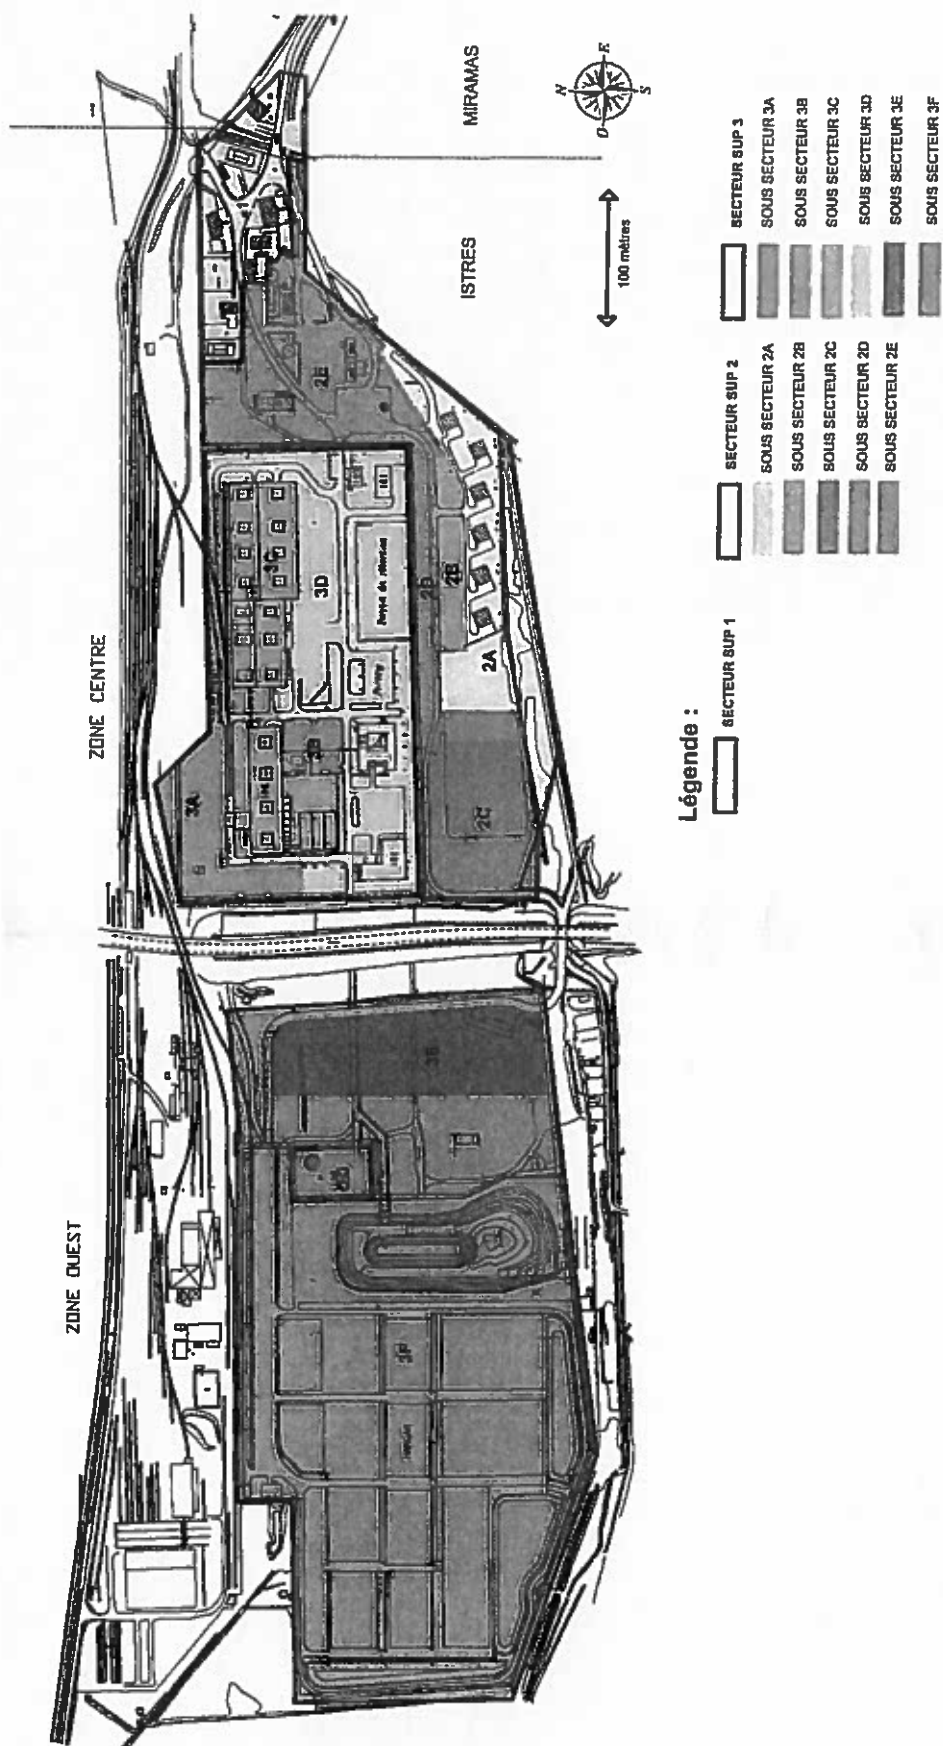 ZONE OUEST
ZONE CENTRE
MIRAMAS
ISTRES
N
E
S
O
100 mètres
1
2E
2D
2B
2A
2C
3A
3C
3D
3F
Légende :
SECTEUR SUP 1
SECTEUR SUP 2
SOUS SECTEUR 2A
SOUS SECTEUR 2B
SOUS SECTEUR 2C
SOUS SECTEUR 2D
SOUS SECTEUR 2E
SECTEUR SUP 3
SOUS SECTEUR 3A
SOUS SECTEUR 3B
SOUS SECTEUR 3C
SOUS SECTEUR 3D
SOUS SECTEUR 3E
SOUS SECTEUR 3F